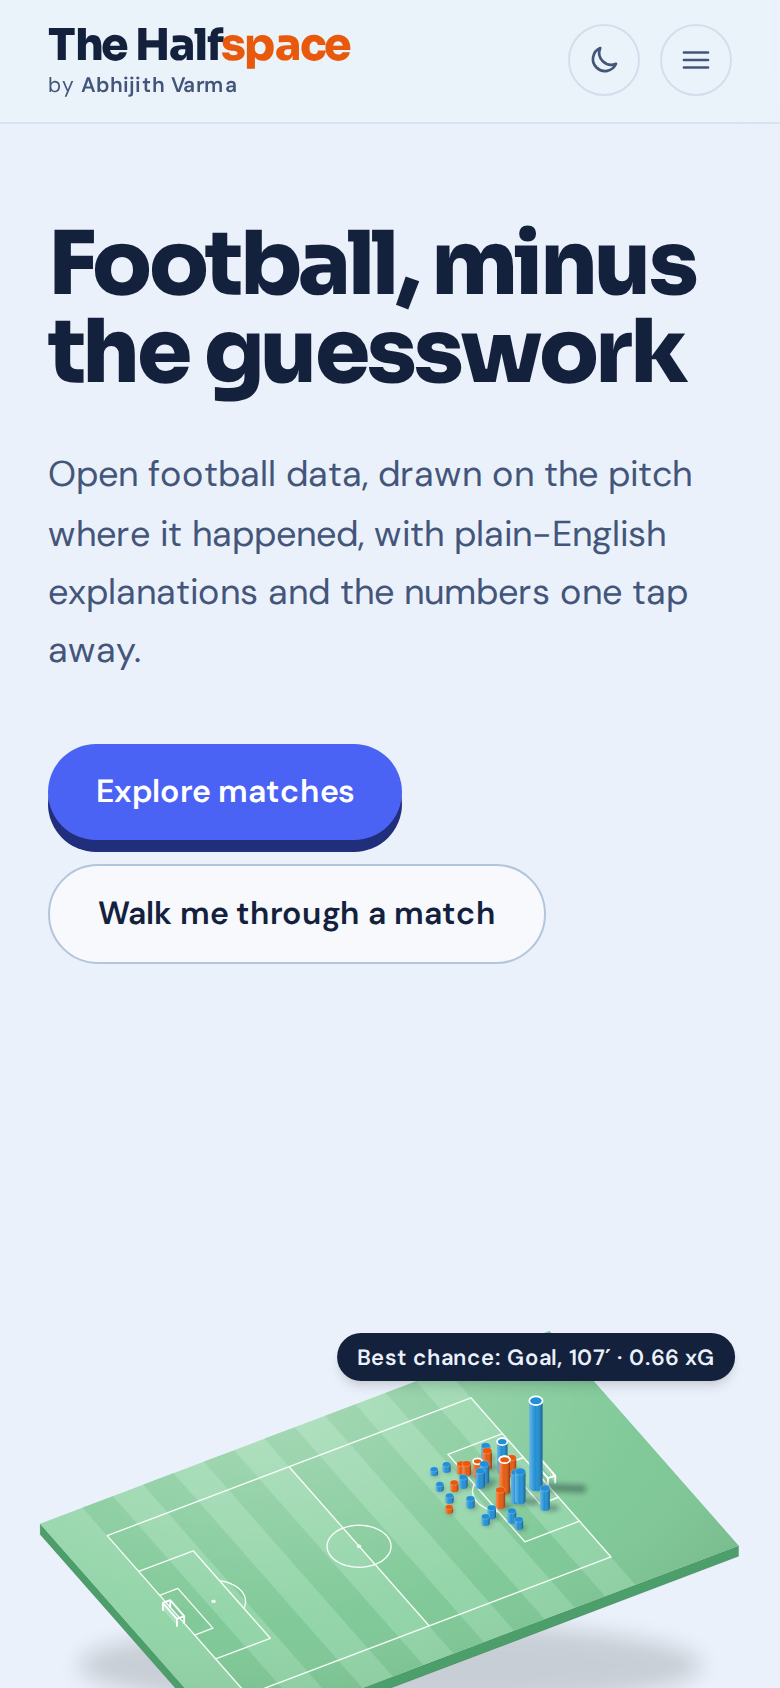 The Halfspace
by Abhijith Varma
Football, minus
the guesswork
Open football data, drawn on the pitch
where it happened, with plain-English
explanations and the numbers one tap
away.
Explore matches
Walk me through a match
Best chance: Goal, 107′ · 0.66 xG